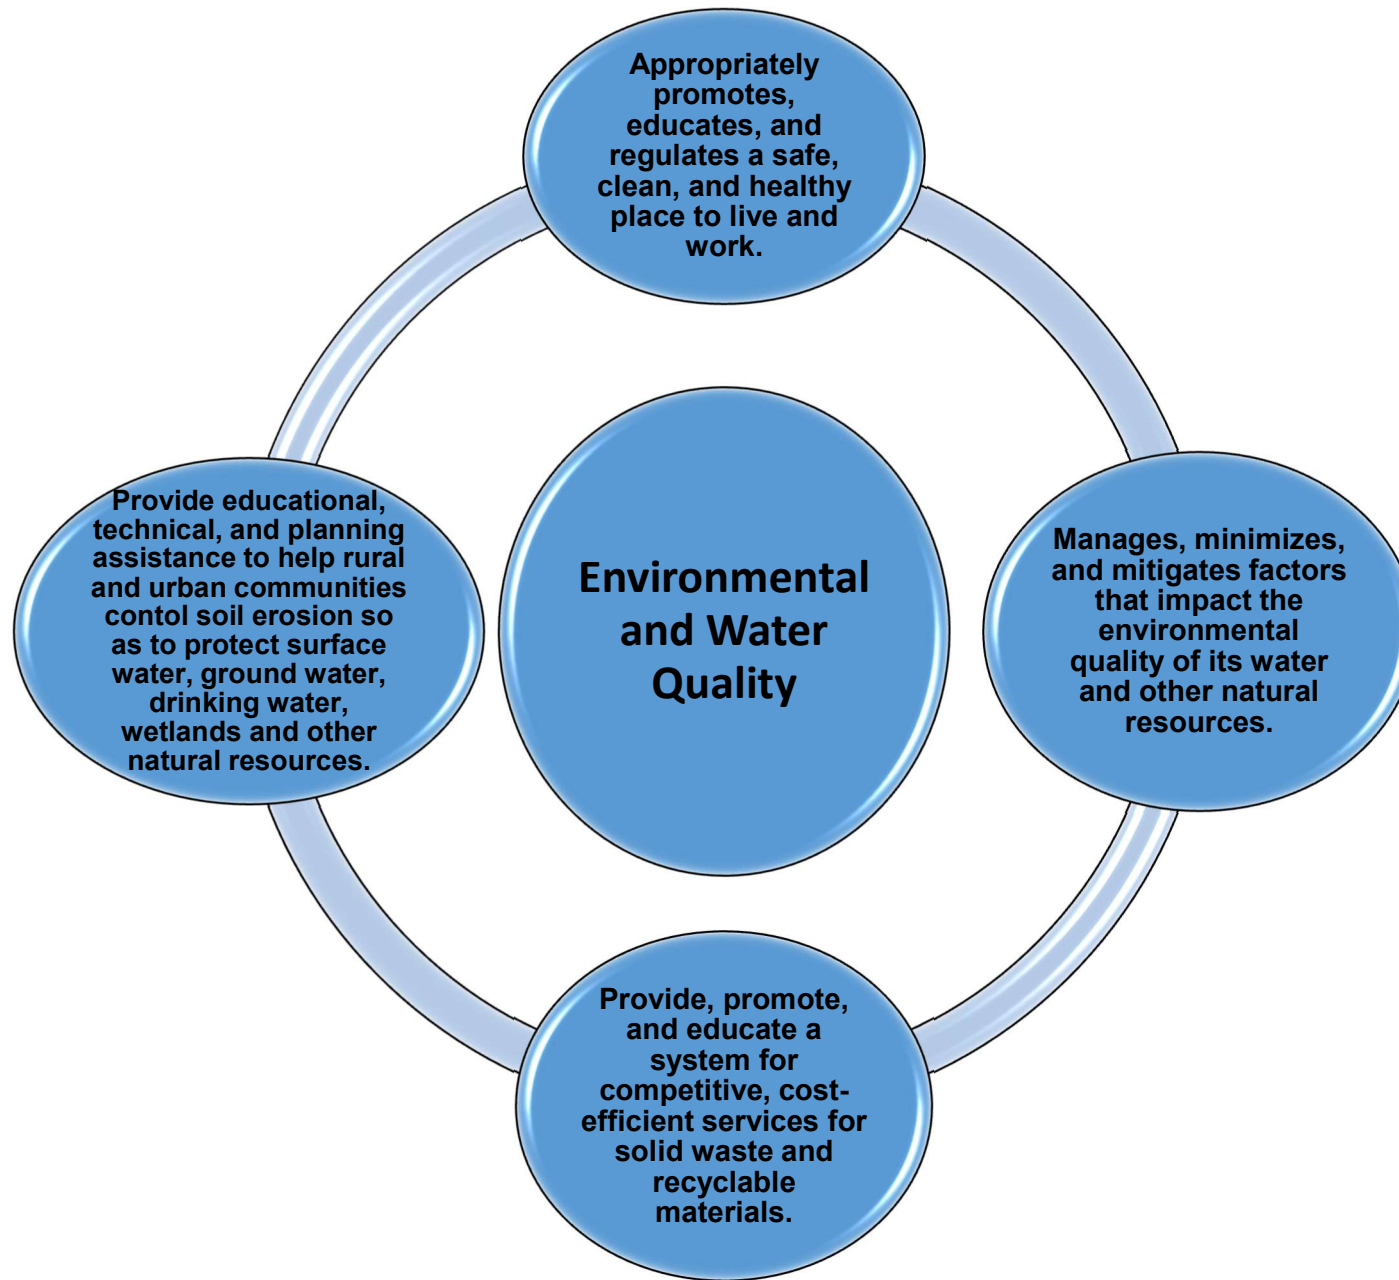 Appropriately
promotes,
educates, and
regulates a safe,
clean, and healthy
place to live and
work.
Provide educational,
technical, and planning
assistance to help rural
and urban communities
contol soil erosion so
as to protect surface
water, ground water,
drinking water,
wetlands and other
natural resources.
Environmental
and Water
Quality
Manages, minimizes,
and mitigates factors
that impact the
environmental
quality of its water
and other natural
resources.
Provide, promote,
and educate a
system for
competitive, cost-
efficient services for
solid waste and
recyclable
materials.